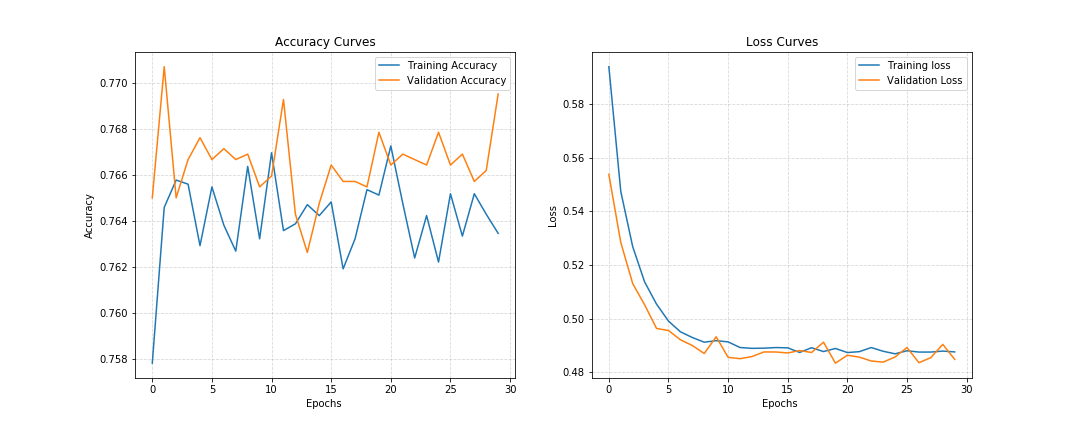 Accuracy Curves
Training Accuracy
Validation Accuracy
0.770
0.768
0.766
0.764
0.762
0.760
0.758
Accuracy
0 5 10 15 20 25 30
Epochs
Loss Curves
Training loss
Validation Loss
0.58
0.56
0.54
0.52
0.50
0.48
Loss
0 5 10 15 20 25 30
Epochs